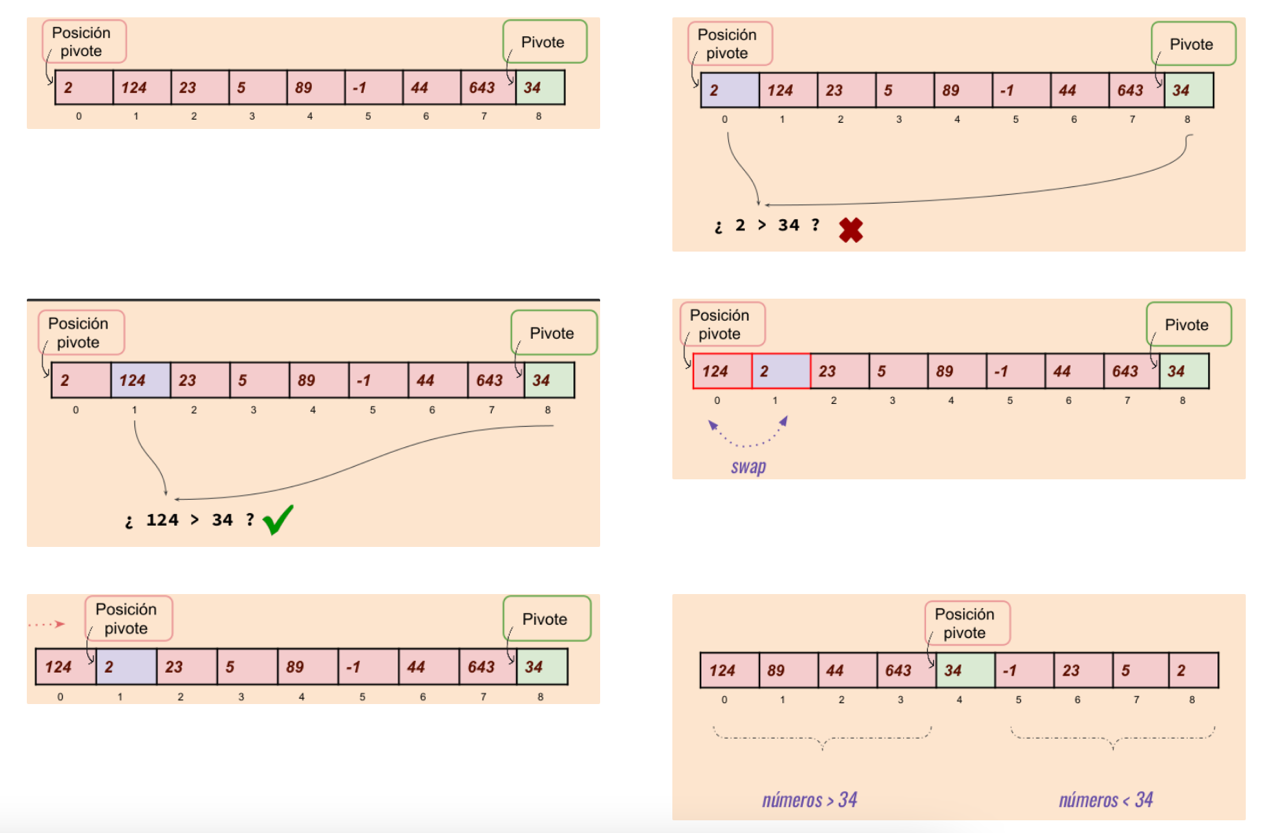 Posición
pivote
Pivote
2 124 23 5 89 -1 44 643 34
0 1 2 3 4 5 6 7 8
Posición
pivote
Pivote
2 124 23 5 89 -1 44 643 34
0 1 2 3 4 5 6 7 8
¿ 2 > 34 ?
Posición
pivote
Pivote
2 124 23 5 89 -1 44 643 34
0 1 2 3 4 5 6 7 8
¿ 124 > 34 ?
Posición
pivote
Pivote
124 2 23 5 89 -1 44 643 34
0 1 2 3 4 5 6 7 8
swap
Posición
pivote
Pivote
124 2 23 5 89 -1 44 643 34
0 1 2 3 4 5 6 7 8
Posición
pivote
124 89 44 643 34 -1 23 5 2
0 1 2 3 4 5 6 7 8
números > 34 números < 34